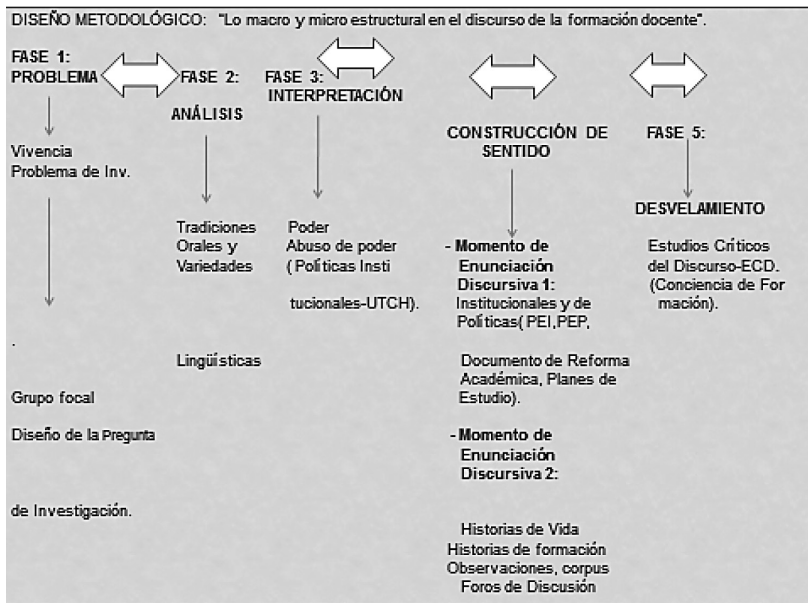 DISEÑO METODOLÓGICO: "Lo macro y micro estructural en el discurso de la formación docente".
FASE 1:
PROBLEMA
Vivencia
Problema de Inv.
.
Grupo focal
Diseño de la Pregunta
de Investigación.
FASE 2:
ANÁLISIS
Tradiciones
Orales y
Variedades
Lingüísticas
FASE 3:
INTERPRETACIÓN
Poder
Abuso de poder
( Políticas Insti
tucionales-UTCH).
CONSTRUCCIÓN DE
SENTIDO
- Momento de
Enunciación
Discursiva 1:
Institucionales y de
Políticas( PEI,PEP,
Documento de Reforma
Académica, Planes de
Estudio).
- Momento de
Enunciación
Discursiva 2:
Historias de Vida
Historias de formación
Observaciones, corpus
Foros de Discusión
FASE 5:
DESVELAMIENTO
Estudios Críticos
del Discurso-ECD.
(Conciencia de For
mación).